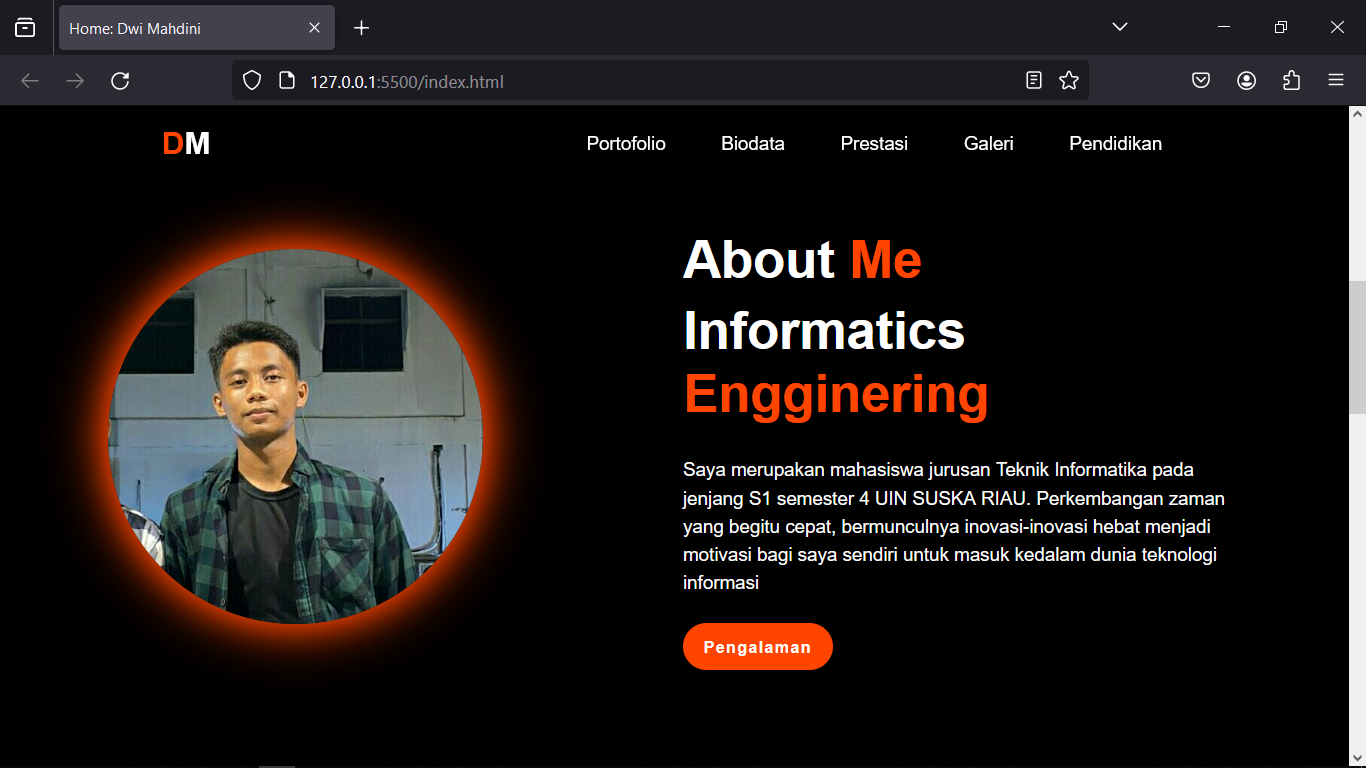 Home: Dwi Mahdini
127.0.0.1:5500/index.html
DM
Portofolio
Biodata
Prestasi
Galeri
Pendidikan
About Me
Informatics
Engginering
Saya merupakan mahasiswa jurusan Teknik Informatika pada
jenjang S1 semester 4 UIN SUSKA RIAU. Perkembangan zaman
yang begitu cepat, bermunculnya inovasi-inovasi hebat menjadi
motivasi bagi saya sendiri untuk masuk kedalam dunia teknologi
informasi
Pengalaman